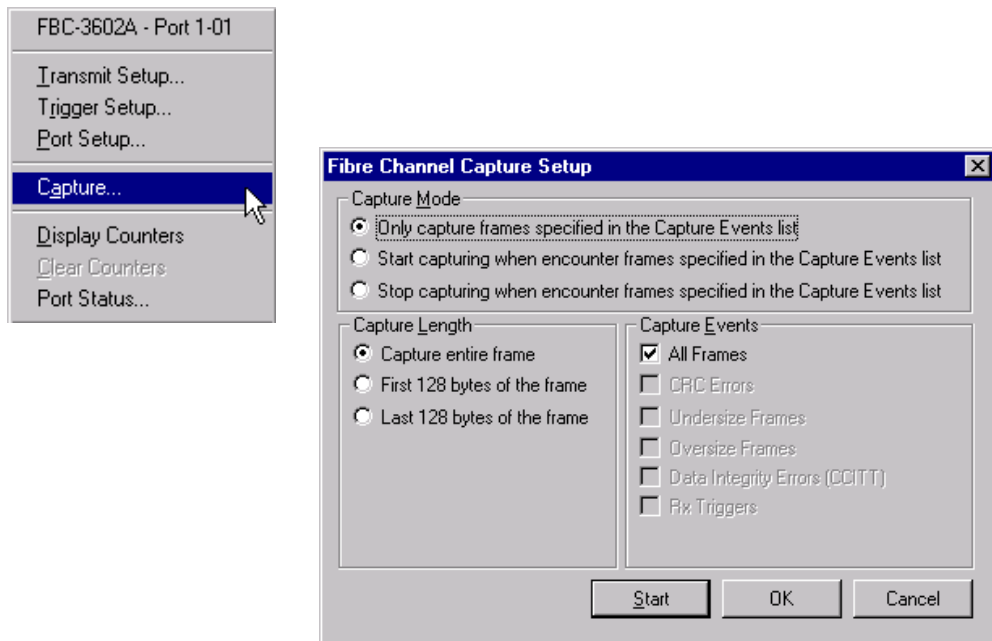 FBC-3602A - Port 1-01
Transmit Setup...
Trigger Setup...
Port Setup...
Capture...
Display Counters
Clear Counters
Port Status...
Fibre Channel Capture Setup
Capture Mode
Only capture frames specified in the Capture Events list
Start capturing when encounter frames specified in the Capture Events list
Stop capturing when encounter frames specified in the Capture Events list
Capture Length
Capture entire frame
First 128 bytes of the frame
Last 128 bytes of the frame
Capture Events
All Frames
CRC Errors
Undersize Frames
Oversize Frames
Data Integrity Errors (CCITT)
Rx Triggers
Start
OK
Cancel